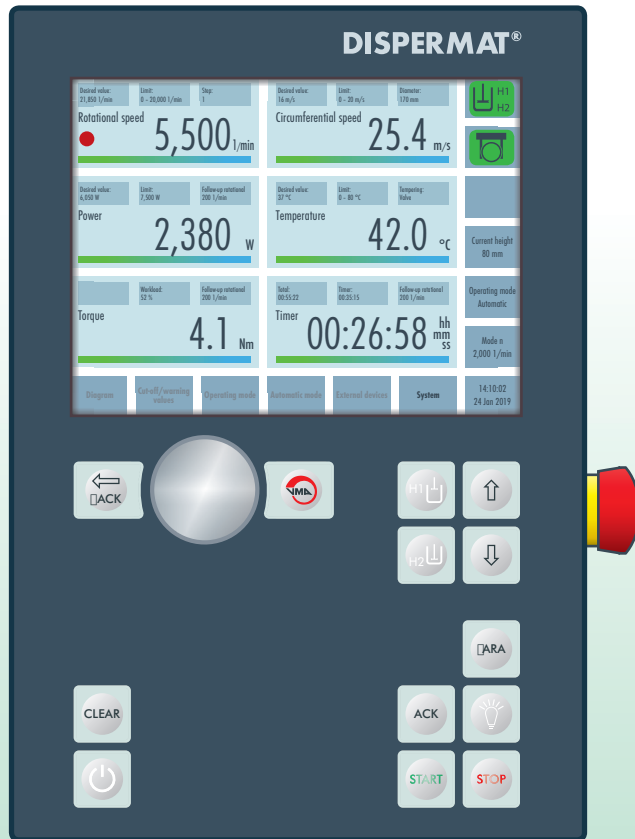 DISPERMAT®
Desired value: Limit: Step:
21,850 1/min 0 – 20,000 1/min 1
Rotational speed
5,500 1/min
Desired value: Limit: Diameter:
16 m/s 0 – 20 m/s 170 mm
Circumferential speed
25.4 m/s
H1
H2
Desired value: Limit: Follow-up rotational
6,050 W 7,500 W 200 1/min
Power
2,380 W
Desired value: Limit: Tempering:
37 °C 0 – 80 °C Valve
Temperature
42.0 °C
Current height
80 mm
Workload: Follow-up rotational
52 % 200 1/min
Torque
4.1 Nm
Total: Timer: Follow-up rotational
00:55:22 00:35:15 200 1/min
Timer
00:26:58 hh
mm
ss
Operating mode
Automatic
Mode n
2,000 1/min
Diagram
Cut-off/warning
values
Operating mode
Automatic mode
External devices
System
14:10:02
24 Jan 2019
▯ACK
VMA
H1
H2
▯ARA
CLEAR
ACK
START
STOP